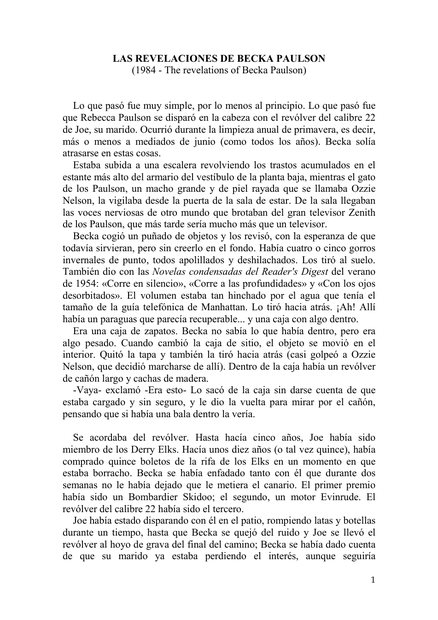 LAS REVELACIONES DE BECKA PAULSON
(1984 - The revelations of Becka Paulson)
Lo que pasó fue muy simple, por lo menos al principio. Lo que pasó fue
que Rebecca Paulson se disparó en la cabeza con el revólver del calibre 22
de Joe, su marido. Ocurrió durante la limpieza anual de primavera, es decir,
más o menos a mediados de junio (como todos los años). Becka solía
atrasarse en estas cosas.
Estaba subida a una escalera revolviendo los trastos acumulados en el
estante más alto del armario del vestíbulo de la planta baja, mientras el gato
de los Paulson, un macho grande y de piel rayada que se llamaba Ozzie
Nelson, la vigilaba desde la puerta de la sala de estar. De la sala llegaban
las voces nerviosas de otro mundo que brotaban del gran televisor Zenith
de los Paulson, que más tarde sería mucho más que un televisor.
Becka cogió un puñado de objetos y los revisó, con la esperanza de que
todavía sirvieran, pero sin creerlo en el fondo. Había cuatro o cinco gorros
invernales de punto, todos apolillados y deshilachados. Los tiró al suelo.
También dio con las Novelas condensadas del Reader's Digest del verano
de 1954: «Corre en silencio», «Corre a las profundidades» y «Con los ojos
desorbitados». El volumen estaba tan hinchado por el agua que tenía el
tamaño de la guía telefónica de Manhattan. Lo tiró hacia atrás. ¡Ah! Allí
había un paraguas que parecía recuperable... y una caja con algo dentro.
Era una caja de zapatos. Becka no sabía lo que había dentro, pero era
algo pesado. Cuando cambió la caja de sitio, el objeto se movió en el
interior. Quitó la tapa y también la tiró hacia atrás (casi golpeó a Ozzie
Nelson, que decidió marcharse de allí). Dentro de la caja había un revólver
de cañón largo y cachas de madera.
-Vaya- exclamó -Era esto- Lo sacó de la caja sin darse cuenta de que
estaba cargado y sin seguro, y le dio la vuelta para mirar por el cañón,
pensando que si había una bala dentro la vería.
Se acordaba del revólver. Hasta hacía cinco años, Joe había sido
miembro de los Derry Elks. Hacía unos diez años (o tal vez quince), había
comprado quince boletos de la rifa de los Elks en un momento en que
estaba borracho. Becka se había enfadado tanto con él que durante dos
semanas no le había dejado que le metiera el canario. El primer premio
había sido un Bombardier Skidoo; el segundo, un motor Evinrude. El
revólver del calibre 22 había sido el tercero.
Joe había estado disparando con él en el patio, rompiendo latas y botellas
durante un tiempo, hasta que Becka se quejó del ruido y Joe se llevó el
revólver al hoyo de grava del final del camino; Becka se había dado cuenta
de que su marido ya estaba perdiendo el interés, aunque seguiría
1